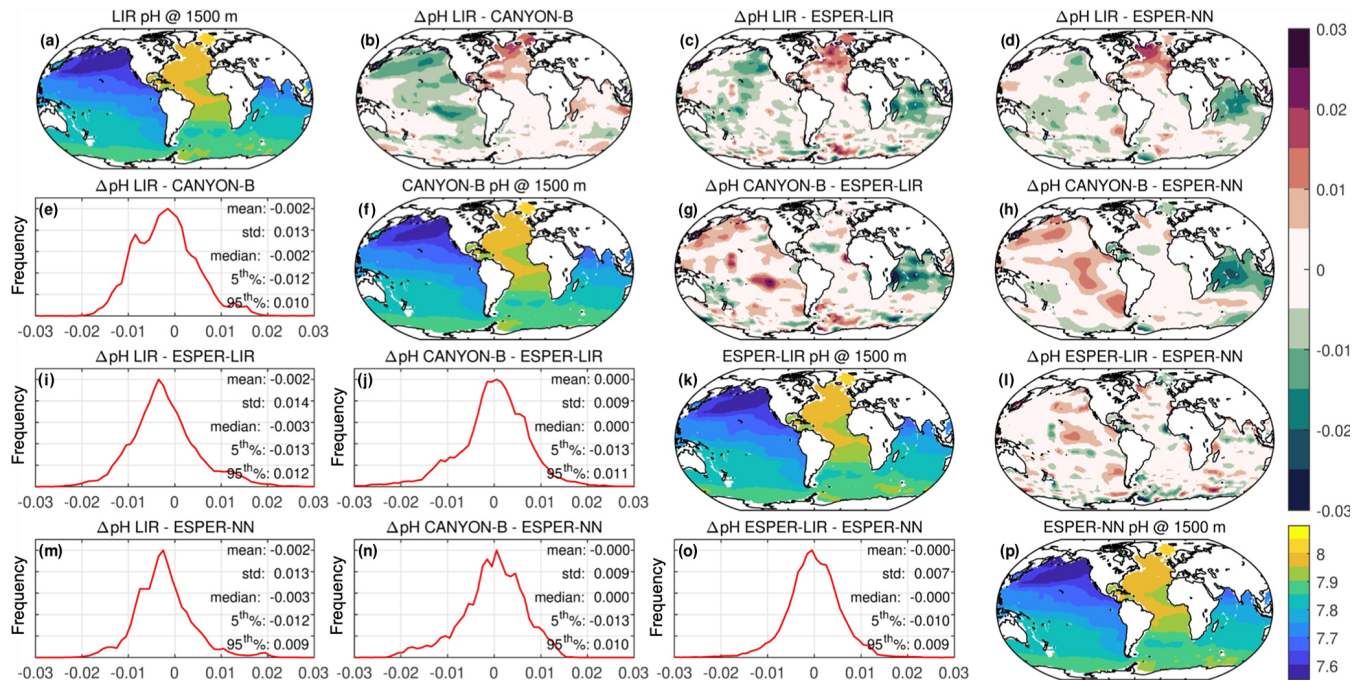 LIR pH @ 1500 m
ΔpH LIR - CANYON-B
ΔpH LIR - ESPER-LIR
ΔpH LIR - ESPER-NN
(a)
(b)
(c)
(d)
0.03
0.02
0.01
0
-0.01
-0.02
-0.03
ΔpH LIR - CANYON-B
CANYON-B pH @ 1500 m
ΔpH CANYON-B - ESPER-LIR
ΔpH CANYON-B - ESPER-NN
Frequency
(e)
mean: -0.002
std: 0.013
median: -0.002
5th%: -0.012
95th%: 0.010
-0.03 -0.02 -0.01 0 0.01 0.02 0.03
(f)
(g)
(h)
ΔpH LIR - ESPER-LIR
ΔpH CANYON-B - ESPER-LIR
ESPER-LIR pH @ 1500 m
ΔpH ESPER-LIR - ESPER-NN
Frequency
(i)
mean: -0.002
std: 0.014
median: -0.003
5th%: -0.013
95th%: 0.012
-0.03 -0.02 -0.01 0 0.01 0.02 0.03
Frequency
(j)
mean: 0.000
std: 0.009
median: 0.000
5th%: -0.013
95th%: 0.011
-0.03 -0.02 -0.01 0 0.01 0.02 0.03
(k)
(l)
ΔpH LIR - ESPER-NN
ΔpH CANYON-B - ESPER-NN
ΔpH ESPER-LIR - ESPER-NN
ESPER-NN pH @ 1500 m
Frequency
(m)
mean: -0.002
std: 0.013
median: -0.003
5th%: -0.012
95th%: 0.009
-0.03 -0.02 -0.01 0 0.01 0.02 0.03
Frequency
(n)
mean: -0.000
std: 0.009
median: 0.000
5th%: -0.013
95th%: 0.010
-0.03 -0.02 -0.01 0 0.01 0.02 0.03
Frequency
(o)
mean: -0.000
std: 0.007
median: -0.000
5th%: -0.010
95th%: 0.009
-0.03 -0.02 -0.01 0 0.01 0.02 0.03
(p)
8
7.9
7.8
7.7
7.6